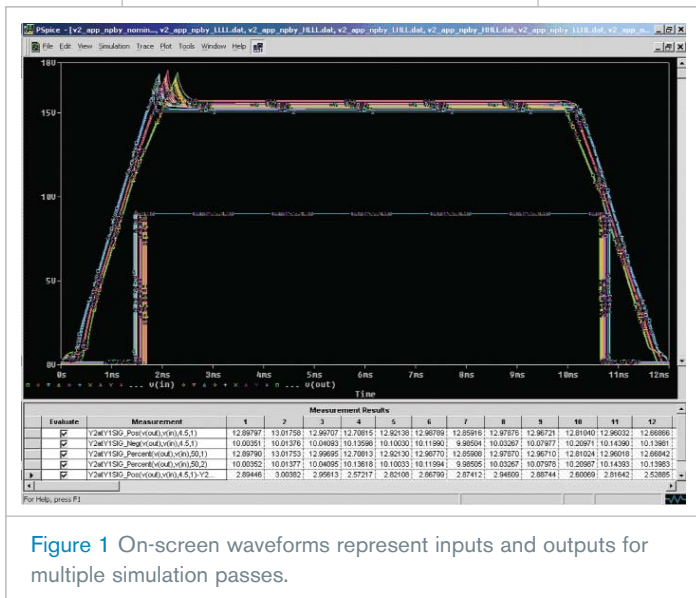 PSpice - [v2_app_npby_nomin..., v2_app_npby_LLLL.dat, v2_app_npby_HLLL.dat, v2_app_npby_LHLL.dat, v2_app_npby_HHLL.dat, v2_app_npby_LLHL.dat, v2_app_n...
File Edit View Simulation Trace Plot Tools Window Help
18V
15V
10V
5V
0V
0s 1ms 2ms 3ms 4ms 5ms 6ms 7ms 8ms 9ms 10ms 11ms 12ms
... v(in) ... v(out)
Time
Measurement Results
Evaluate Measurement 1 2 3 4 5 6 7 8 9 10 11 12
Y2atY1SIG_Pos(v(out),v(in),4.5,1) 12.89797 13.01758 12.99707 12.70815 12.92138 12.98789 12.85916 12.97876 12.96721 12.81040 12.96032 12.66866
Y2atY1SIG_Neg(v(out),v(in),4.5,1) 10.00351 10.01376 10.04093 10.13598 10.10030 10.11990 9.98504 10.03267 10.07977 10.20971 10.14390 10.13981
Y2atY1SIG_Percent(v(out),v(in),50,1) 12.89790 13.01753 12.99695 12.70813 12.92130 12.98770 12.85908 12.97870 12.96710 12.81024 12.96018 12.66842
Y2atY1SIG_Percent(v(out),v(in),50,2) 10.00352 10.01377 10.04095 10.13618 10.10033 10.11994 9.98505 10.03267 10.07978 10.20987 10.14393 10.13983
Y2atY1SIG_Pos(v(out),v(in),4.5,1)-Y2... 2.89446 3.00382 2.95613 2.57217 2.82108 2.86799 2.87412 2.94609 2.88744 2.60069 2.81642 2.52885
For Help, press F1
Figure 1 On-screen waveforms represent inputs and outputs for
multiple simulation passes.